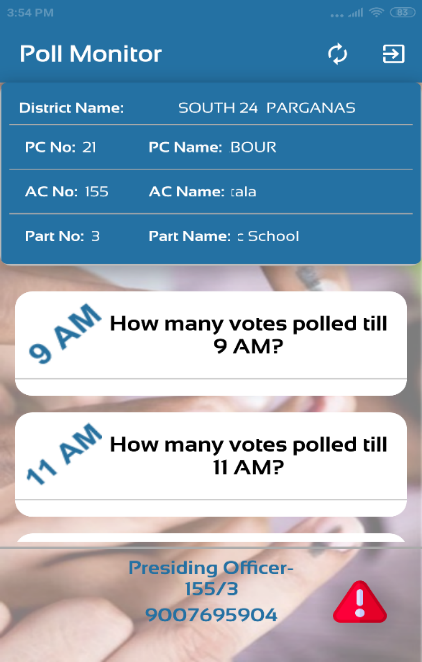 3:54 PM ... 83
Poll Monitor
District Name: SOUTH 24 PARGANAS
PC No: 21 PC Name: BOUR
AC No: 155 AC Name: tala
Part No: 3 Part Name: c School
9 AM How many votes polled till
9 AM?
11 AM How many votes polled till
11 AM?
Presiding Officer-
155/3
9007695904